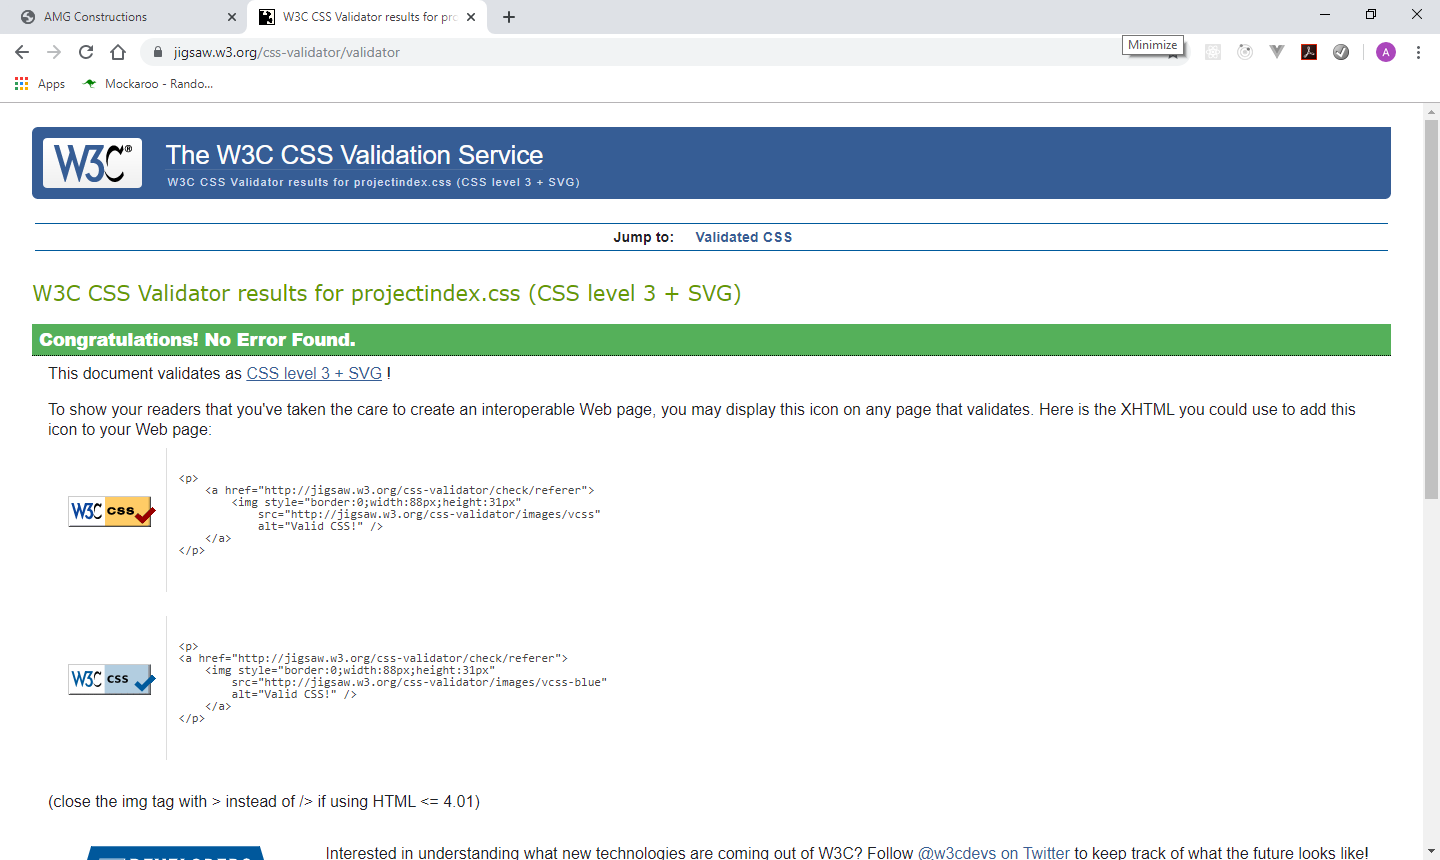 AMG Constructions
W3C CSS Validator results for pro
jigsaw.w3.org/css-validator/validator
Minimize
A
Apps
Mockaroo - Rando...
W3C®
The W3C CSS Validation Service
W3C CSS Validator results for projectindex.css (CSS level 3 + SVG)
Jump to: Validated CSS
W3C CSS Validator results for projectindex.css (CSS level 3 + SVG)
Congratulations! No Error Found.
This document validates as CSS level 3 + SVG !
To show your readers that you've taken the care to create an interoperable Web page, you may display this icon on any page that validates. Here is the XHTML you could use to add this
icon to your Web page:
W3C css
<p>
<a href="http://jigsaw.w3.org/css-validator/check/referer">
<img style="border:0;width:88px;height:31px"
src="http://jigsaw.w3.org/css-validator/images/vcss"
alt="Valid CSS!" />
</a>
</p>
W3C css
<p>
<a href="http://jigsaw.w3.org/css-validator/check/referer">
<img style="border:0;width:88px;height:31px"
src="http://jigsaw.w3.org/css-validator/images/vcss-blue"
alt="Valid CSS!" />
</a>
</p>
(close the img tag with > instead of /> if using HTML <= 4.01)
Interested in understanding what new technologies are coming out of W3C? Follow @w3cdevs on Twitter to keep track of what the future looks like!